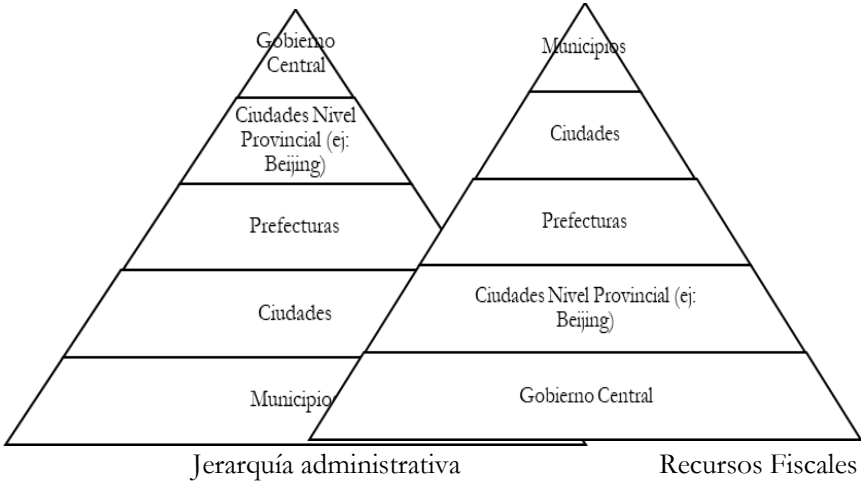 Gobierno
Central
Ciudades Nivel
Provincial (ej:
Beijing)
Prefecturas
Ciudades
Municipio
Jerarquía administrativa
Municipios
Ciudades
Prefecturas
Ciudades Nivel Provincial (ej:
Beijing)
Gobierno Central
Recursos Fiscales